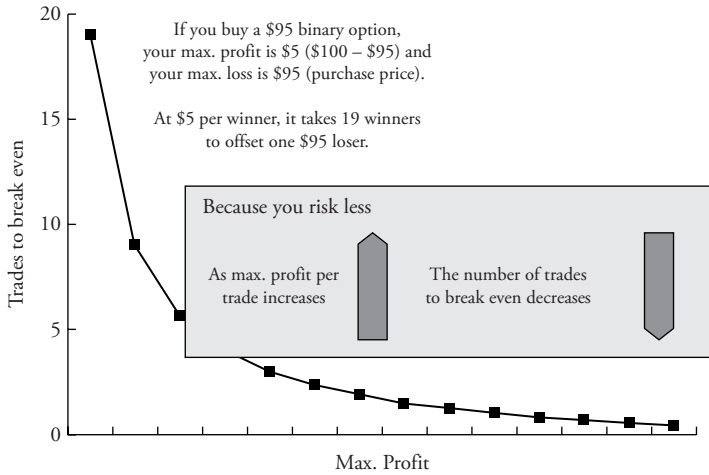 20
If you buy a $95 binary option,
your max. profit is $5 ($100 – $95) and
your max. loss is $95 (purchase price).
15
At $5 per winner, it takes 19 winners
to offset one $95 loser.
Trades to break even
Because you risk less
10
As max. profit per
trade increases
The number of trades
to break even decreases
5
0
Max. Profit